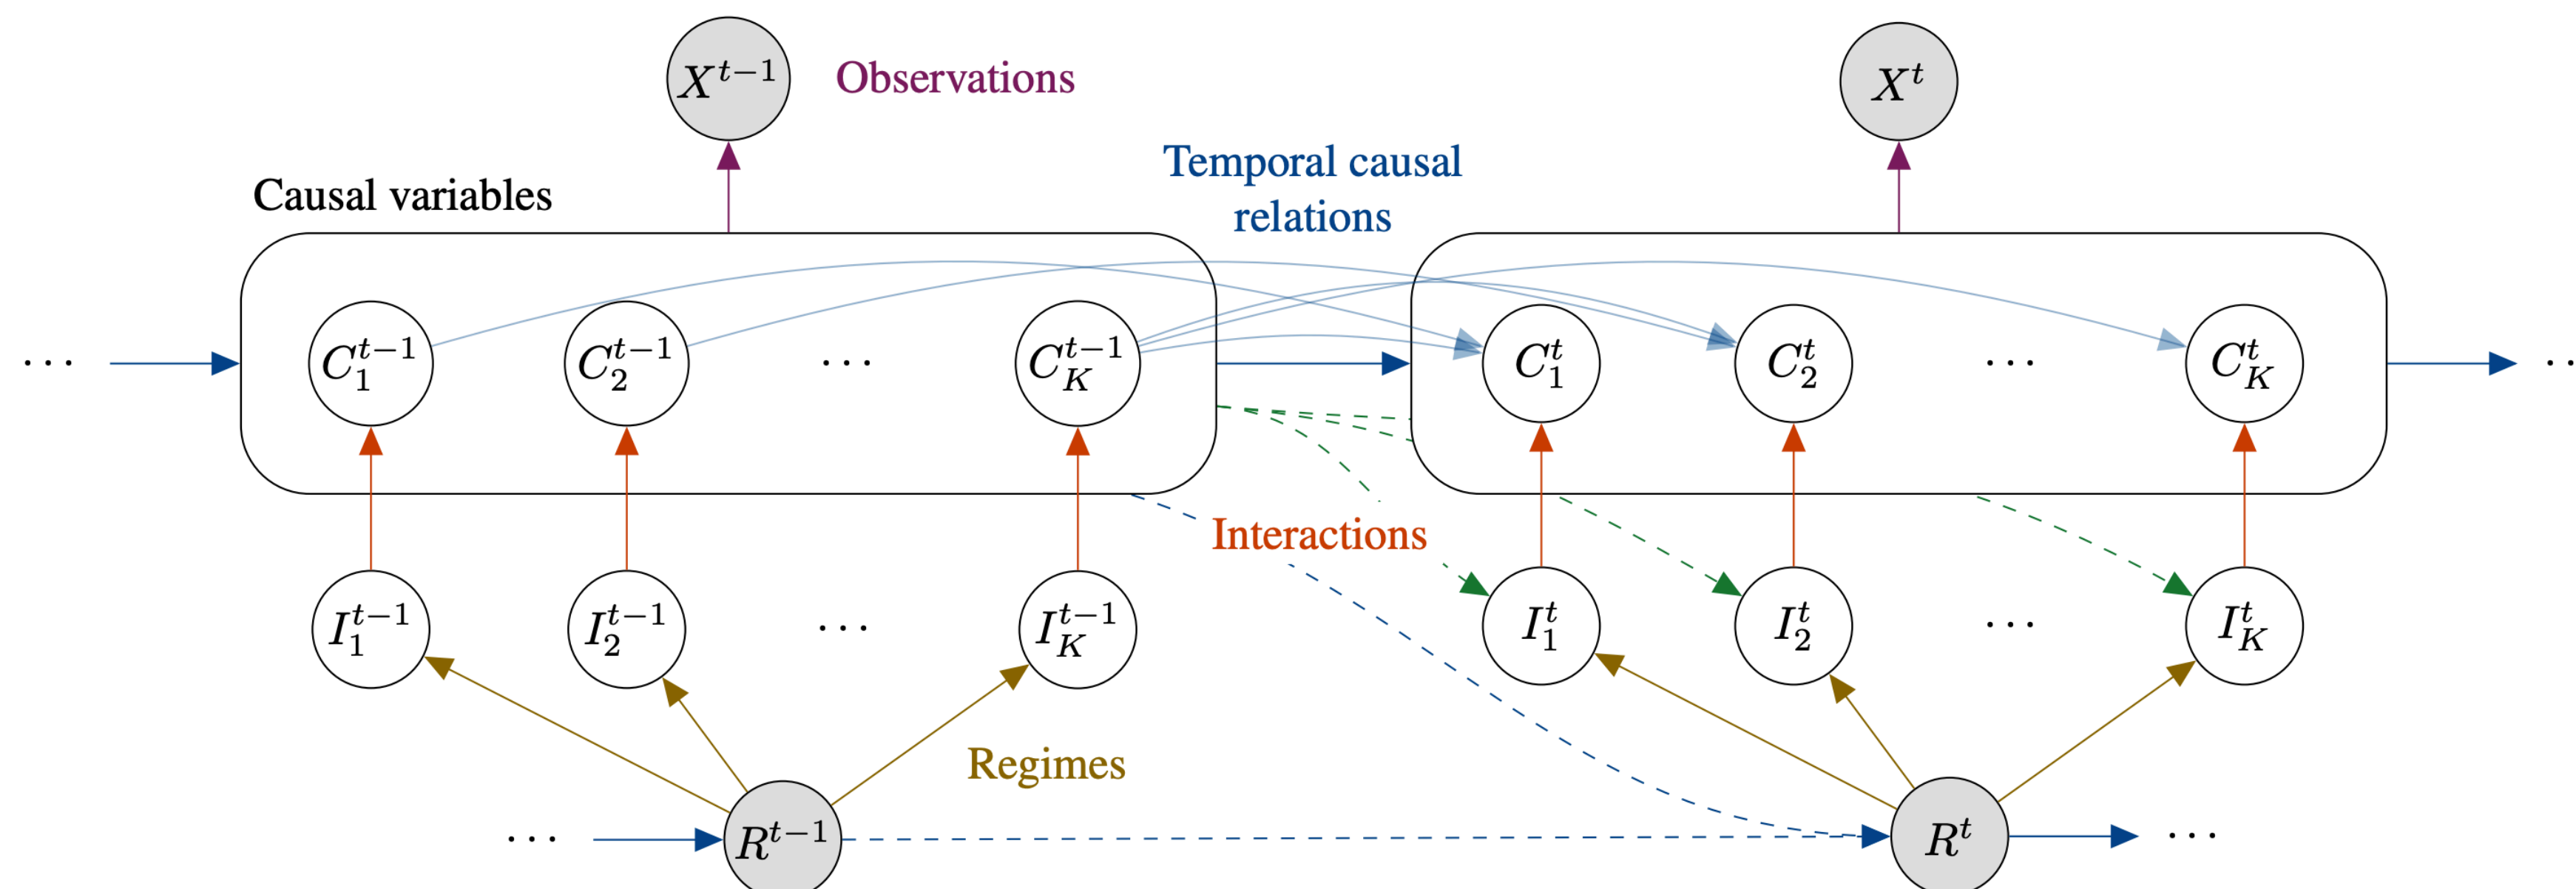 X^{t-1} Observations X^t
Temporal causal
relations
Causal variables
··· C_1^{t-1} C_2^{t-1} ··· C_K^{t-1} C_1^t C_2^t ··· C_K^t ··
Interactions
I_1^{t-1} I_2^{t-1} ··· I_K^{t-1} I_1^t I_2^t ··· I_K^t
Regimes
··· R^{t-1} R^t ···